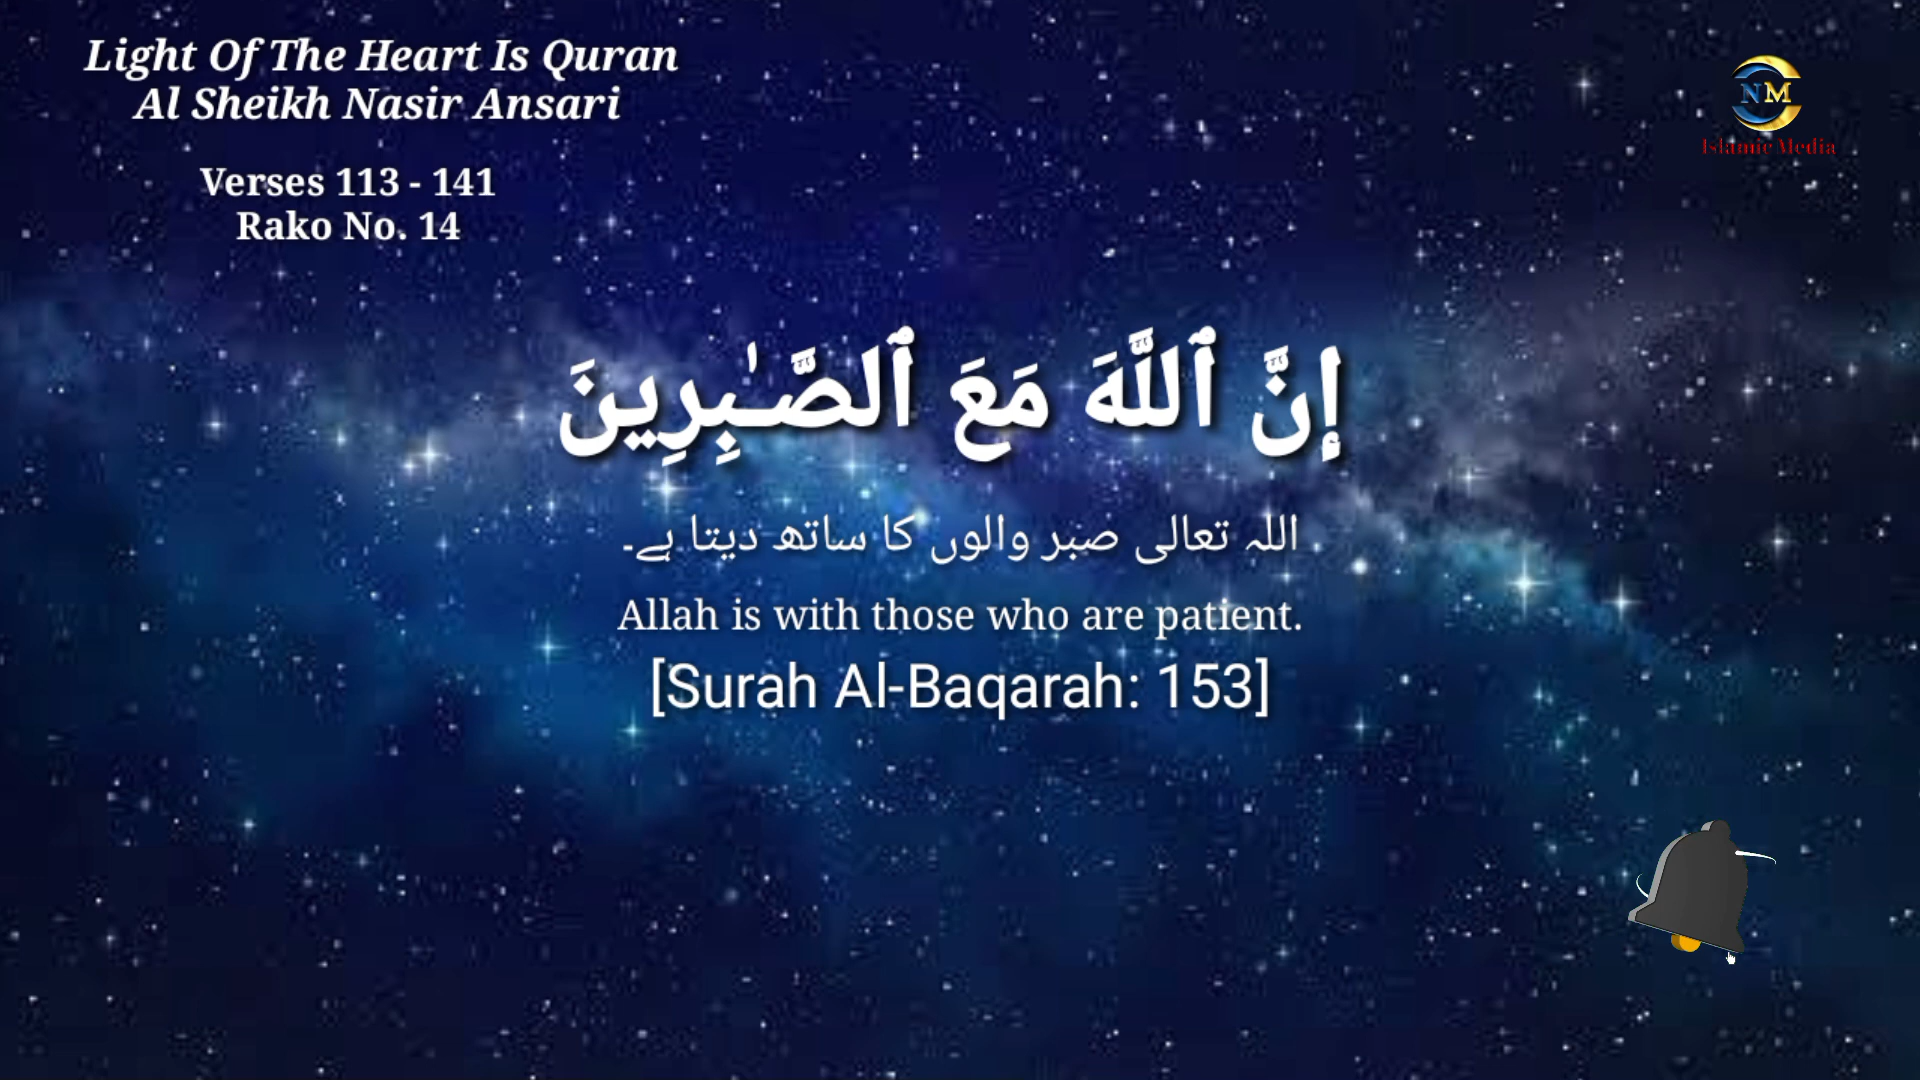 Light Of The Heart Is Quran
Al Sheikh Nasir Ansari
Verses 113 - 141
Rako No. 14
NM
Islamic Media
إنَّ ٱللَّهَ مَعَ ٱلصَّـٰبِرِينَ
اللہ تعالی صبر والوں کا ساتھ دیتا ہے۔
Allah is with those who are patient.
[Surah Al-Baqarah: 153]